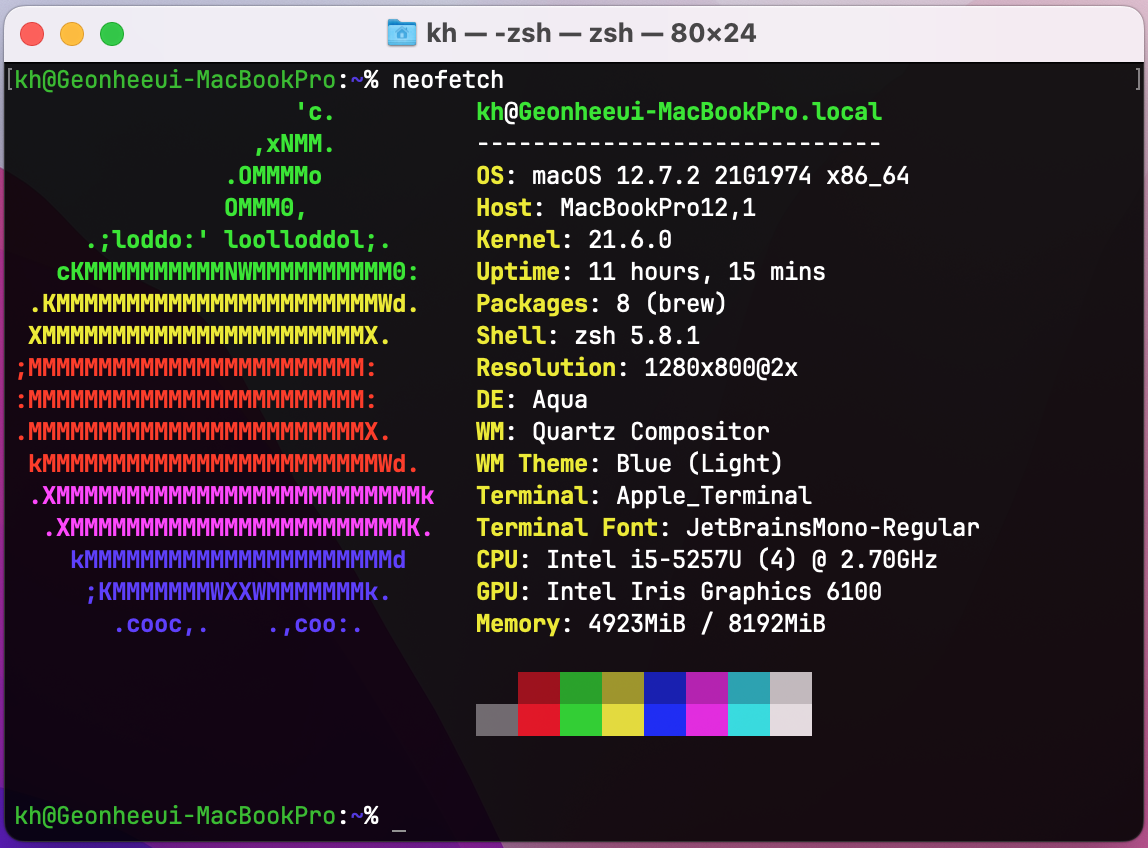 kh — -zsh — zsh — 80×24
[kh@Geonheeui-MacBookPro:~% neofetch ]
'c. kh@Geonheeui-MacBookPro.local
,xNMM. -----------------------------
.OMMMMo OS: macOS 12.7.2 21G1974 x86_64
OMMM0, Host: MacBookPro12,1
.;loddo:' loolloddol;. Kernel: 21.6.0
cKMMMMMMMMMMNWMMMMMMMMMM0: Uptime: 11 hours, 15 mins
.KMMMMMMMMMMMMMMMMMMMMMMMWd. Packages: 8 (brew)
XMMMMMMMMMMMMMMMMMMMMMMMX. Shell: zsh 5.8.1
;MMMMMMMMMMMMMMMMMMMMMMMM: Resolution: 1280x800@2x
:MMMMMMMMMMMMMMMMMMMMMMMM: DE: Aqua
.MMMMMMMMMMMMMMMMMMMMMMMMX. WM: Quartz Compositor
kMMMMMMMMMMMMMMMMMMMMMMMMWd. WM Theme: Blue (Light)
.XMMMMMMMMMMMMMMMMMMMMMMMMMMk Terminal: Apple_Terminal
.XMMMMMMMMMMMMMMMMMMMMMMMMK. Terminal Font: JetBrainsMono-Regular
kMMMMMMMMMMMMMMMMMMMMMMd CPU: Intel i5-5257U (4) @ 2.70GHz
;KMMMMMMMWXXWMMMMMMMk. GPU: Intel Iris Graphics 6100
.cooc,. .,coo:. Memory: 4923MiB / 8192MiB
kh@Geonheeui-MacBookPro:~% _